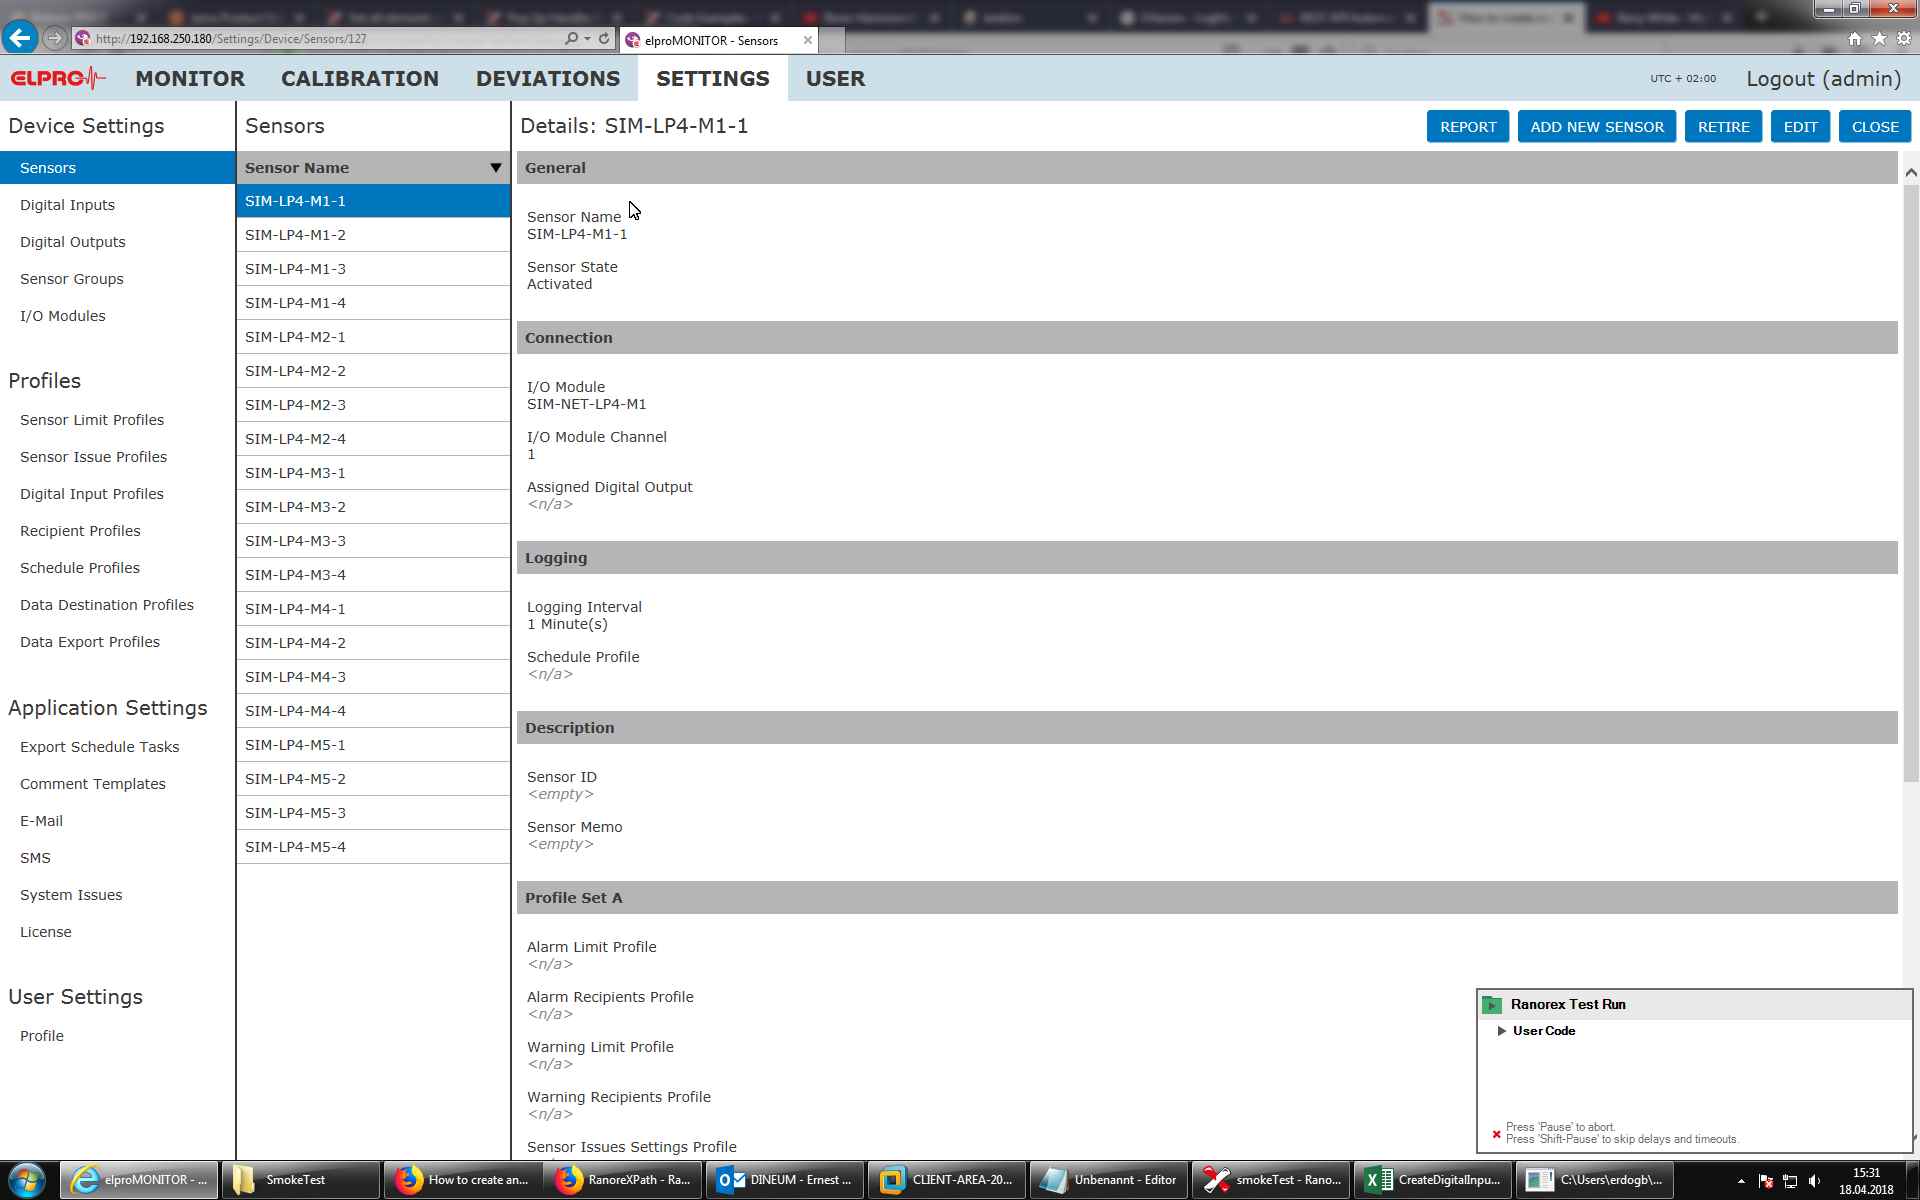 http://192.168.250.180/Settings/Device/Sensors/127
elproMONITOR - Sensors
ELPRO
MONITOR
CALIBRATION
DEVIATIONS
SETTINGS
USER
UTC + 02:00
Logout (admin)
Device Settings
Sensors
Digital Inputs
Digital Outputs
Sensor Groups
I/O Modules
Profiles
Sensor Limit Profiles
Sensor Issue Profiles
Digital Input Profiles
Recipient Profiles
Schedule Profiles
Data Destination Profiles
Data Export Profiles
Application Settings
Export Schedule Tasks
Comment Templates
E-Mail
SMS
System Issues
License
User Settings
Profile
Sensors
Sensor Name
SIM-LP4-M1-1
SIM-LP4-M1-2
SIM-LP4-M1-3
SIM-LP4-M1-4
SIM-LP4-M2-1
SIM-LP4-M2-2
SIM-LP4-M2-3
SIM-LP4-M2-4
SIM-LP4-M3-1
SIM-LP4-M3-2
SIM-LP4-M3-3
SIM-LP4-M3-4
SIM-LP4-M4-1
SIM-LP4-M4-2
SIM-LP4-M4-3
SIM-LP4-M4-4
SIM-LP4-M5-1
SIM-LP4-M5-2
SIM-LP4-M5-3
SIM-LP4-M5-4
Details: SIM-LP4-M1-1
REPORT
ADD NEW SENSOR
RETIRE
EDIT
CLOSE
General
Sensor Name
SIM-LP4-M1-1
Sensor State
Activated
Connection
I/O Module
SIM-NET-LP4-M1
I/O Module Channel
1
Assigned Digital Output
<n/a>
Logging
Logging Interval
1 Minute(s)
Schedule Profile
<n/a>
Description
Sensor ID
<empty>
Sensor Memo
<empty>
Profile Set A
Alarm Limit Profile
<n/a>
Alarm Recipients Profile
<n/a>
Warning Limit Profile
<n/a>
Warning Recipients Profile
<n/a>
Sensor Issues Settings Profile
Ranorex Test Run
User Code
Press 'Pause' to abort.
Press 'Shift-Pause' to skip delays and timeouts.
elproMONITOR - ...
SmokeTest
How to create an...
RanoreXPath - Ra...
DINEUM - Ernest ...
CLIENT-AREA-20...
Unbenannt - Editor
smokeTest - Rano...
CreateDigitalInpu...
C:\Users\erdogb\...
15:31
18.04.2018